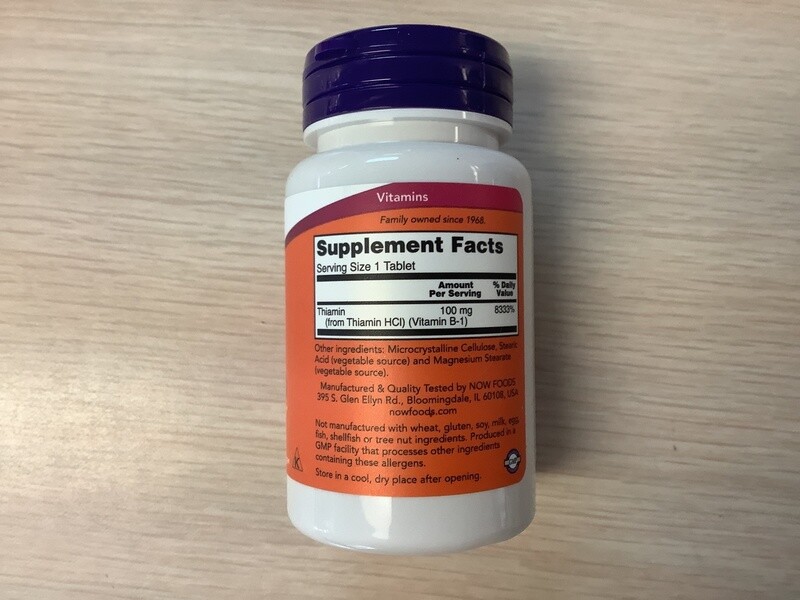 Vitamins
Family owned since 1968.
Supplement Facts
Serving Size 1 Tablet
Amount Per Serving
% Daily Value
Thiamin 100 mg 8333%
(from Thiamin HCl) (Vitamin B-1)
Other ingredients: Microcrystalline Cellulose, Stearic
Acid (vegetable source) and Magnesium Stearate
(vegetable source).
Manufactured & Quality Tested by NOW FOODS
395 S. Glen Ellyn Rd., Bloomingdale, IL 60108, USA
nowfoods.com
Not manufactured with wheat, gluten, soy, milk, egg,
fish, shellfish or tree nut ingredients. Produced in a
GMP facility that processes other ingredients
containing these allergens.
Store in a cool, dry place after opening.
K